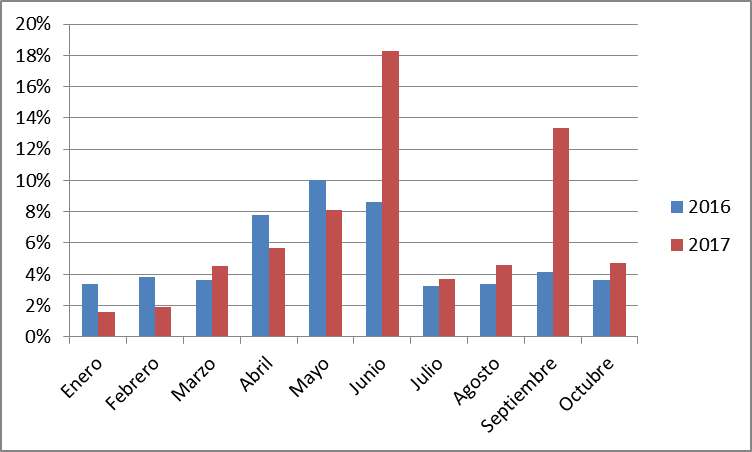 20%
18%
16%
14%
12%
10%
8%
6%
4%
2%
0%
Enero
Febrero
Marzo
Abril
Mayo
Junio
Julio
Agosto
Septiembre
Octubre
2016
2017